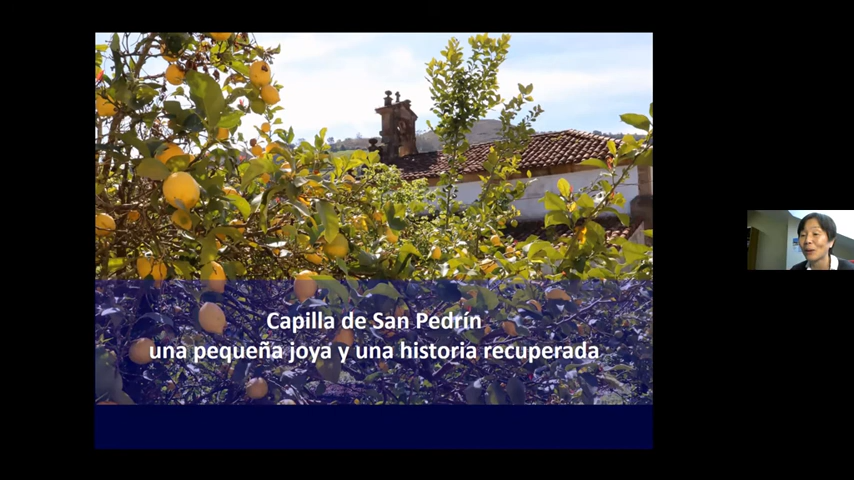 Capilla de San Pedrín
una pequeña joya y una historia recuperada